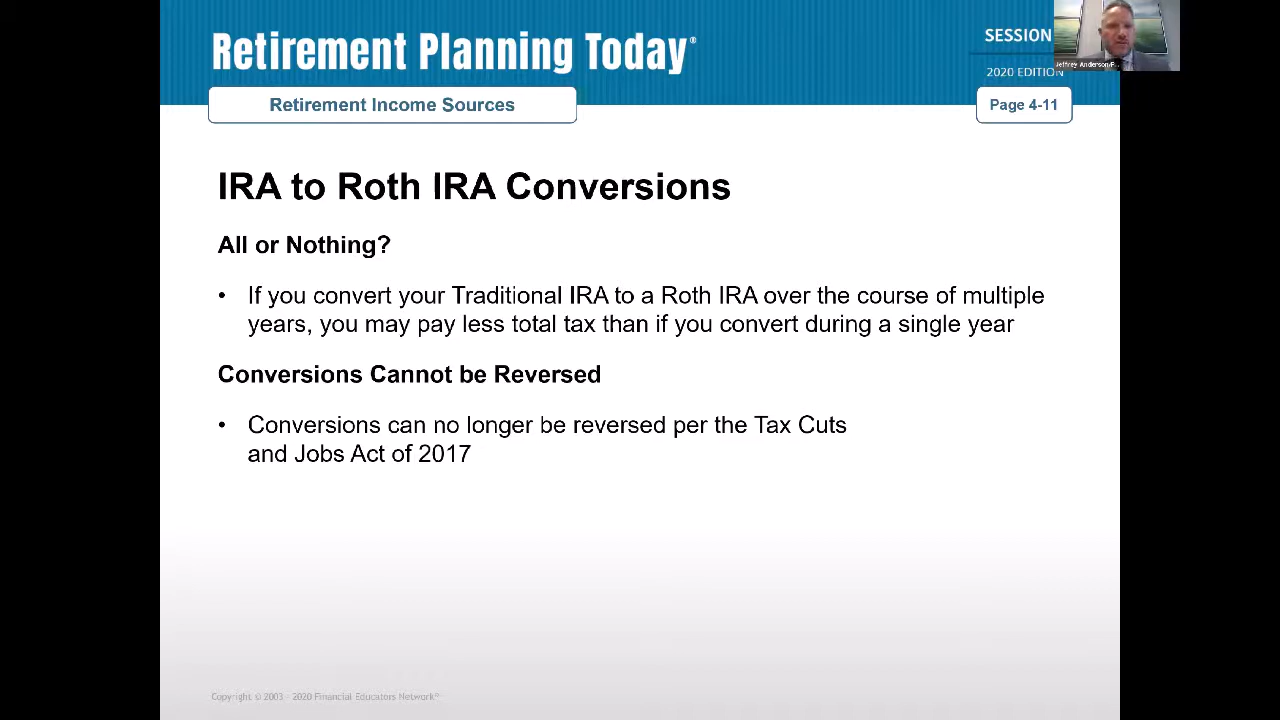 Retirement Planning Today®
SESSION
2020 EDITION
Jeffrey Anderson/P...
Retirement Income Sources
Page 4-11
IRA to Roth IRA Conversions
All or Nothing?
• If you convert your Traditional IRA to a Roth IRA over the course of multiple
years, you may pay less total tax than if you convert during a single year
Conversions Cannot be Reversed
• Conversions can no longer be reversed per the Tax Cuts
and Jobs Act of 2017
Copyright © 2003 - 2020 Financial Educators Network®